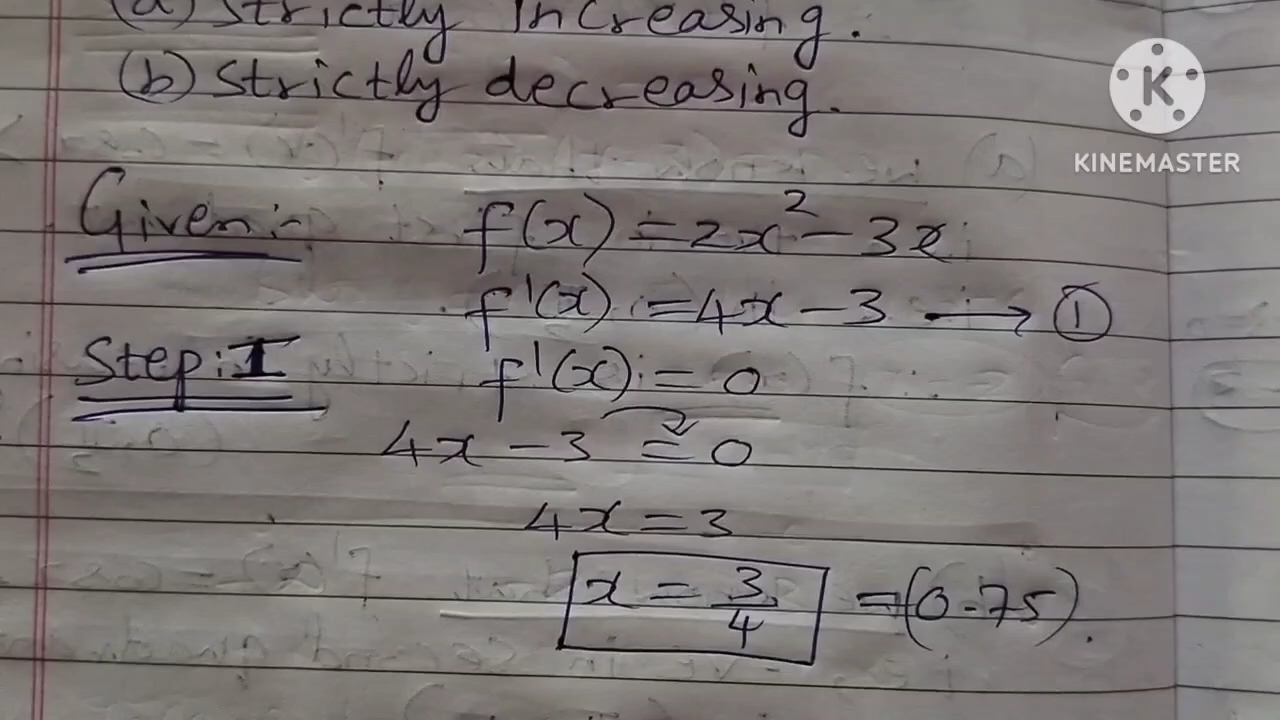 (a) Strictly increasing.
(b) Strictly decreasing.
K
KINEMASTER
Given:- f(x) = 2x² - 3x
f'(x) = 4x - 3 → ①
Step: I f'(x) = 0
4x - 3 = 0
4x = 3
x = 3/4 = (0.75).